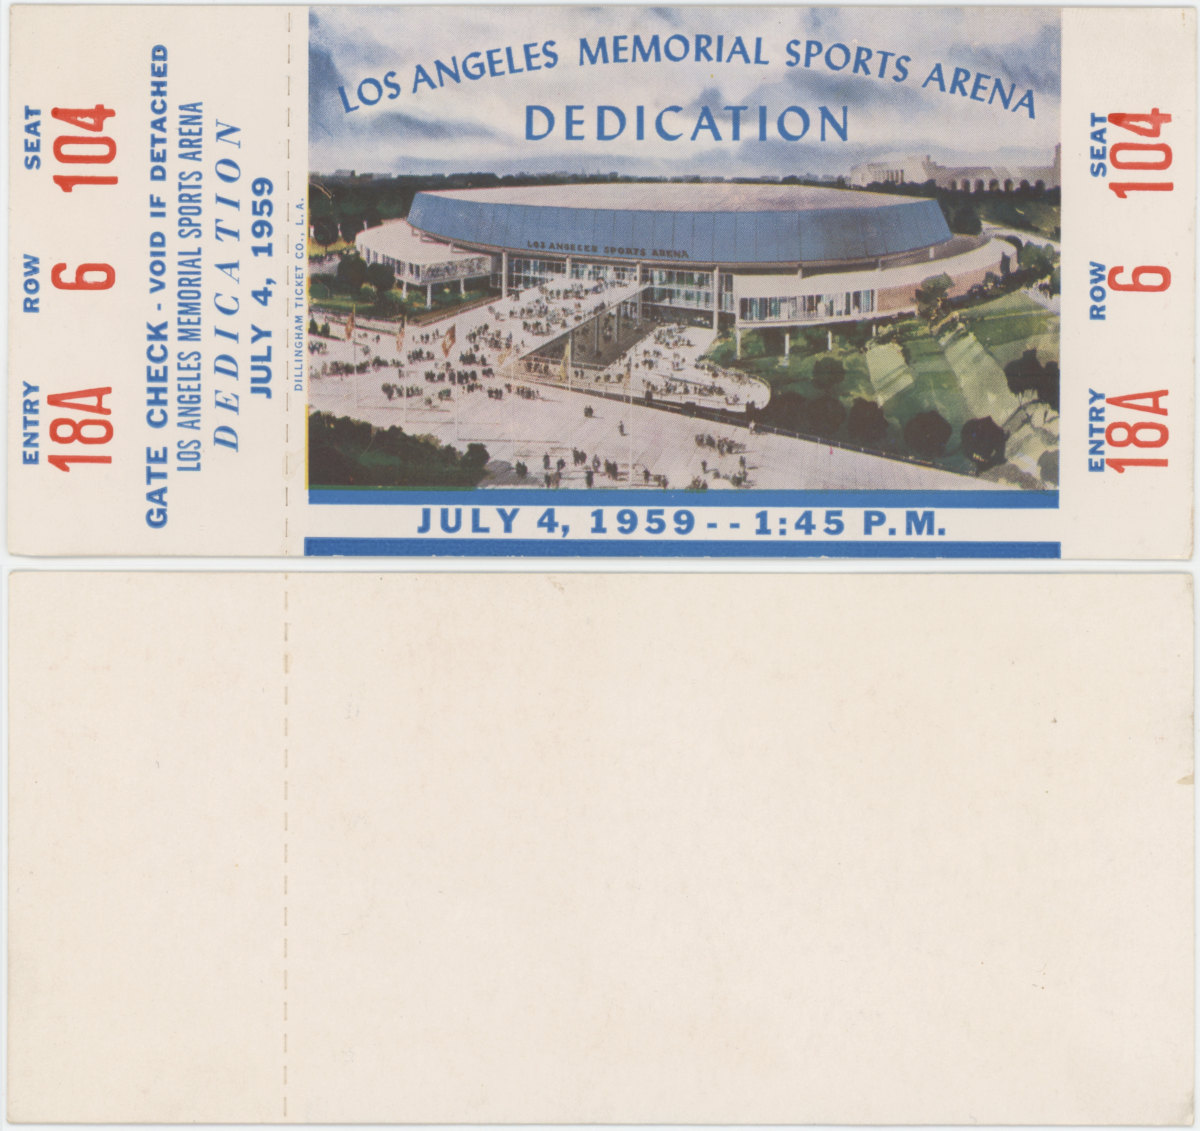 SEAT
104
ROW
6
ENTRY
18A
GATE CHECK - VOID IF DETACHED
LOS ANGELES MEMORIAL SPORTS ARENA
DEDICATION
JULY 4, 1959
DILLINGHAM TICKET CO., L. A.
LOS ANGELES MEMORIAL SPORTS ARENA
DEDICATION
LOS ANGELES SPORTS ARENA
JULY 4, 1959 - - 1:45 P.M.
SEAT
104
ROW
6
ENTRY
18A